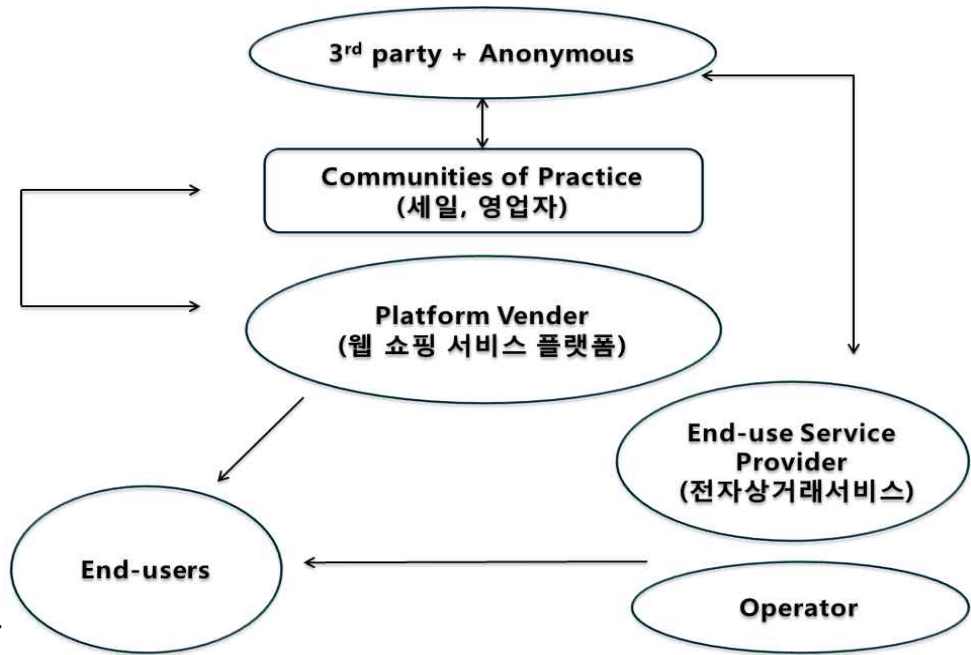 3rd party + Anonymous
Communities of Practice
(세일, 영업자)
Platform Vender
(웹 쇼핑 서비스 플랫폼)
End-use Service
Provider
(전자상거래서비스)
End-users
Operator